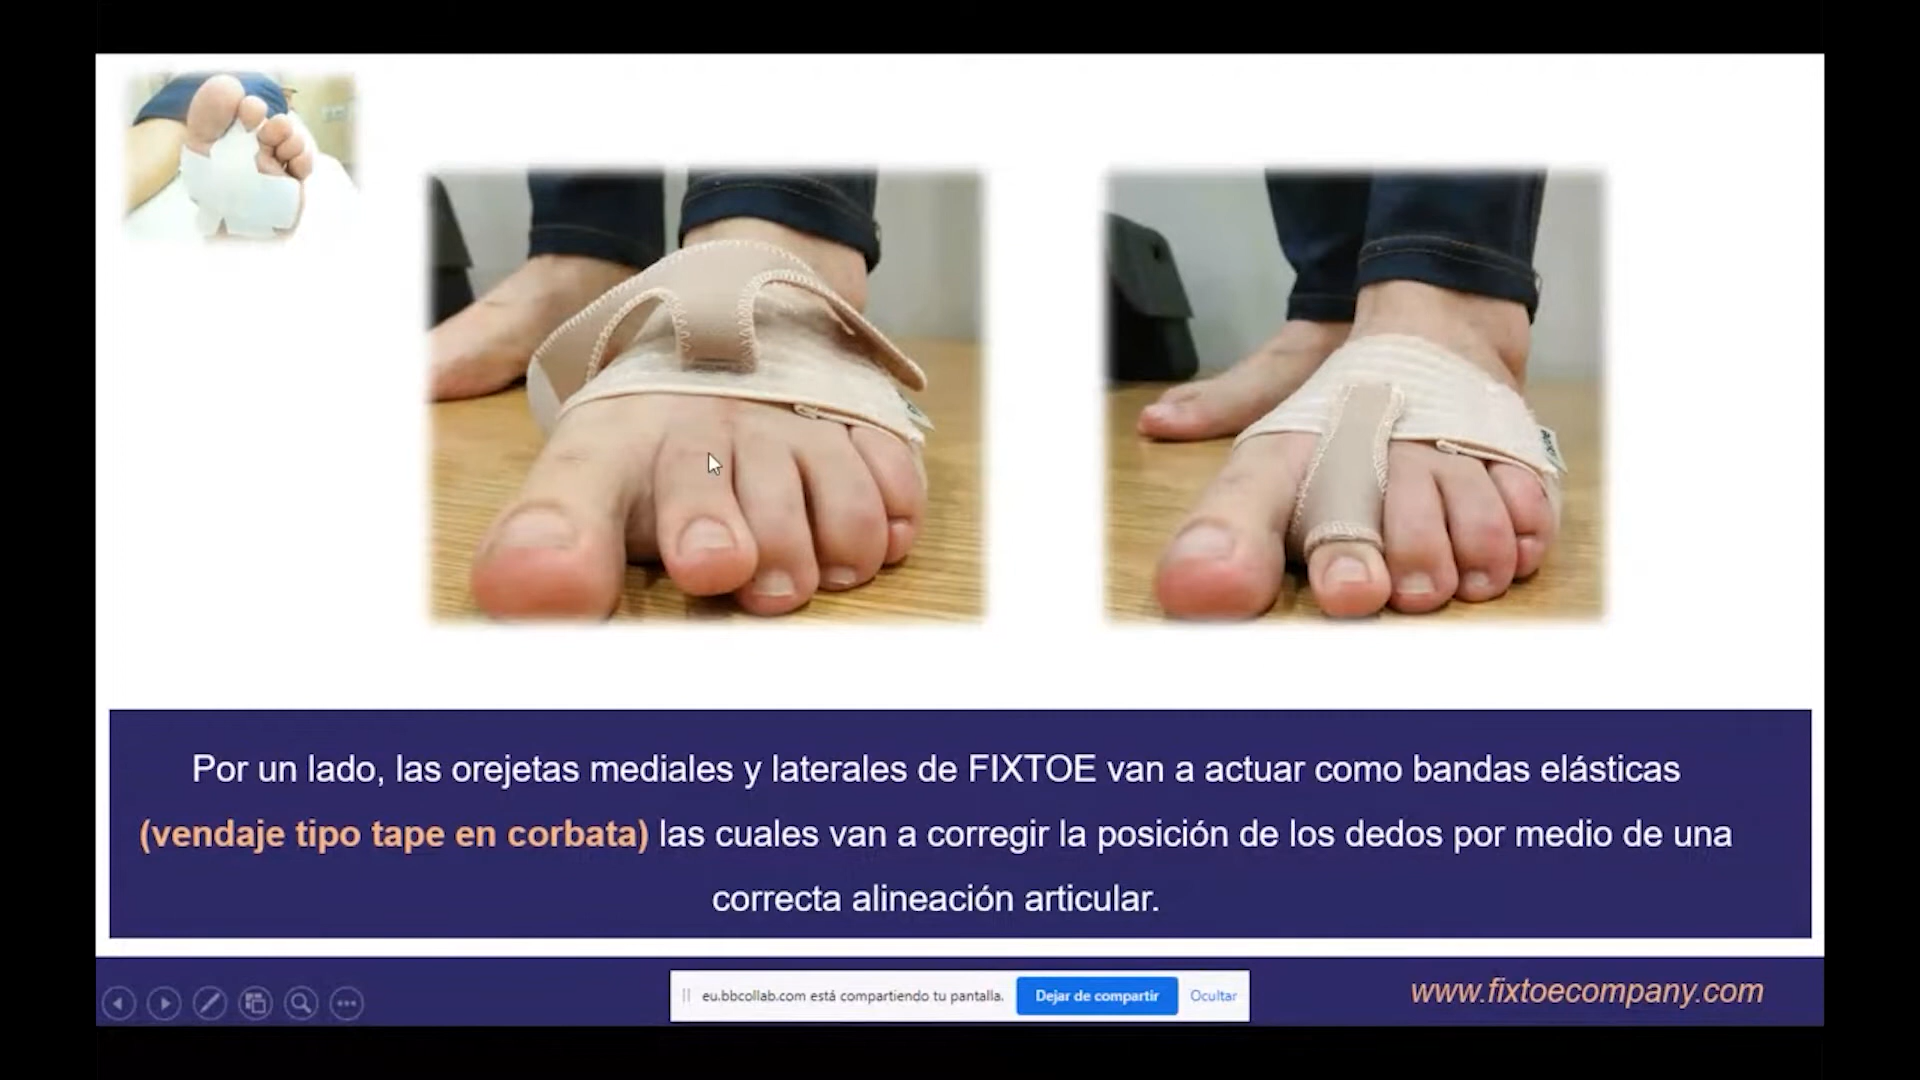 Por un lado, las orejetas mediales y laterales de FIXTOE van a actuar como bandas elásticas
(vendaje tipo tape en corbata) las cuales van a corregir la posición de los dedos por medio de una
correcta alineación articular.
eu.bbcollab.com está compartiendo tu pantalla.
Dejar de compartir
Ocultar
www.fixtoecompany.com